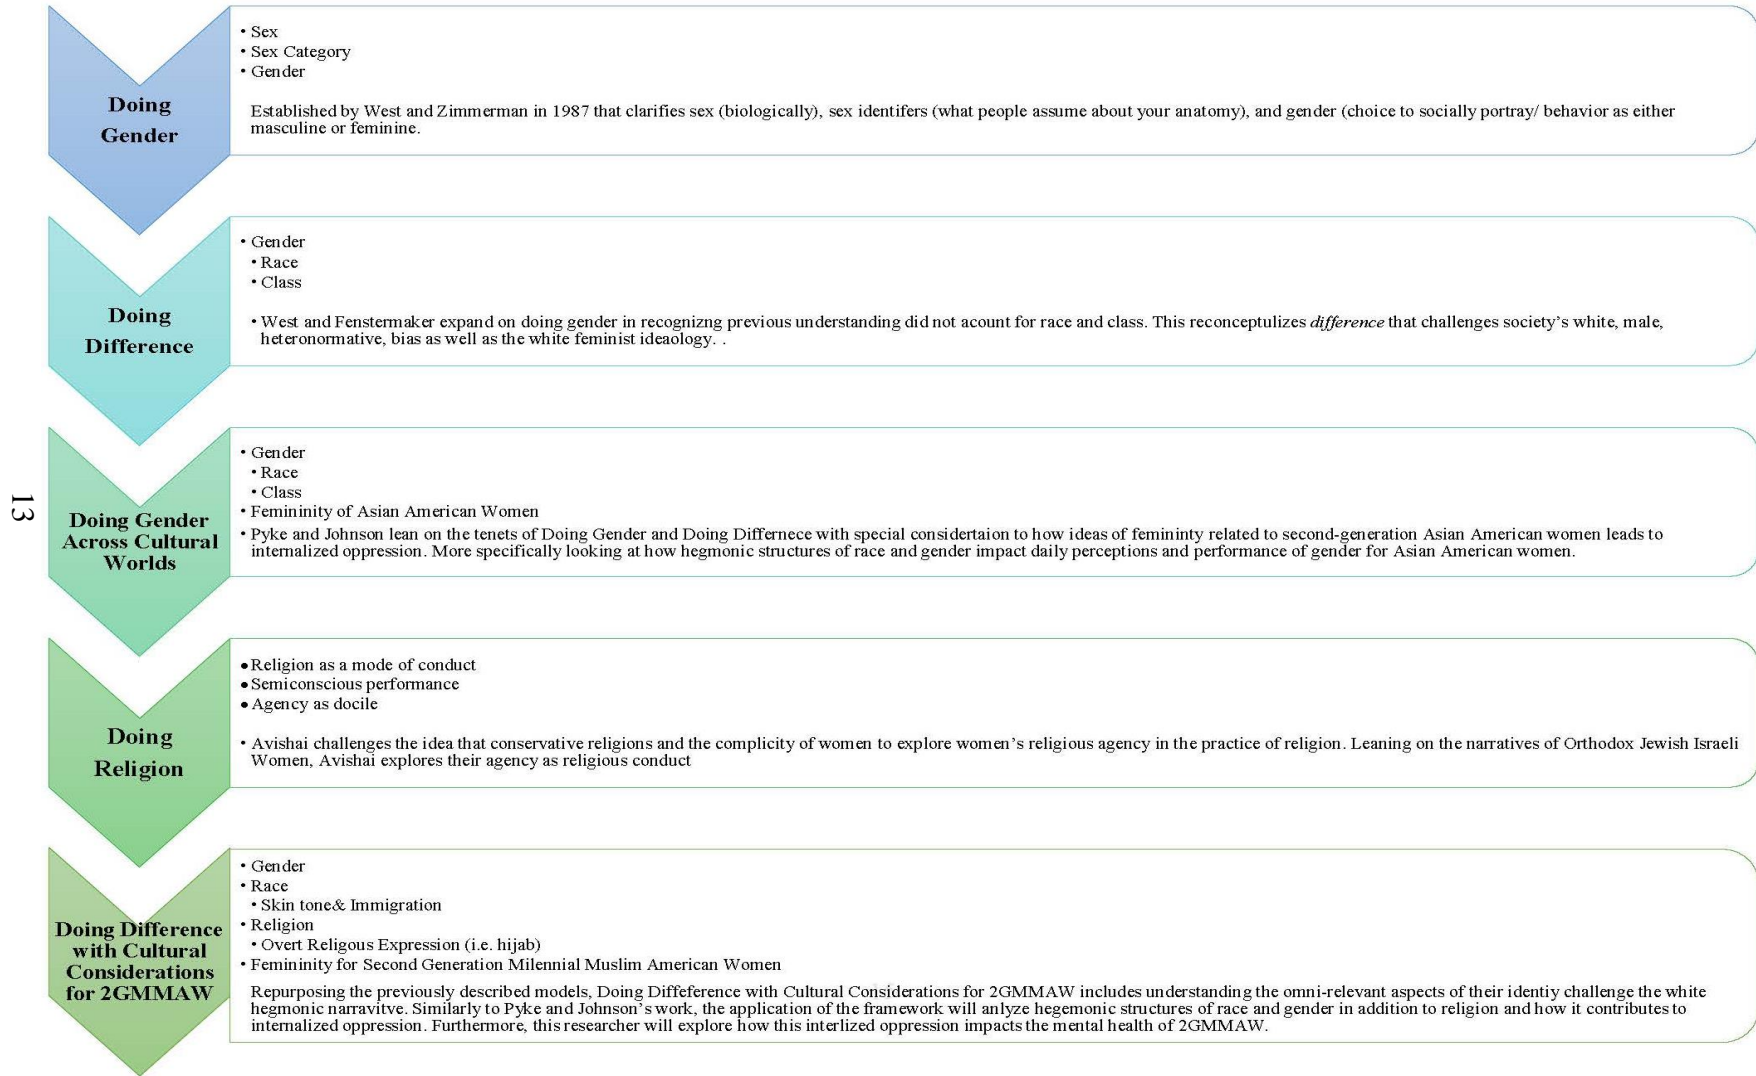 Doing
Gender
• Sex
• Sex Category
• Gender
Established by West and Zimmerman in 1987 that clarifies sex (biologically), sex identifers (what people assume about your anatomy), and gender (choice to socially portray/ behavior as either
masculine or feminine.
Doing
Difference
• Gender
• Race
• Class
• West and Fenstermaker expand on doing gender in recognizng previous understanding did not acount for race and class. This reconceptulizes difference that challenges society's white, male,
heteronormative, bias as well as the white feminist ideaology. .
13
Doing Gender
Across Cultural
Worlds
• Gender
• Race
• Class
• Femininity of Asian American Women
• Pyke and Johnson lean on the tenets of Doing Gender and Doing Differnece with special considertaion to how ideas of femininty related to second-generation Asian American women leads to
internalized oppression. More specifically looking at how hegmonic structures of race and gender impact daily perceptions and performance of gender for Asian American women.
Doing
Religion
• Religion as a mode of conduct
• Semiconscious performance
• Agency as docile
• Avishai challenges the idea that conservative religions and the complicity of women to explore women's religious agency in the practice of religion. Leaning on the narratives of Orthodox Jewish Israeli
Women, Avishai explores their agency as religious conduct
Doing Difference
with Cultural
Considerations
for 2GMMAW
• Gender
• Race
• Skin tone& Immigration
• Religion
• Overt Religous Expression (i.e. hijab)
• Femininity for Second Generation Milennial Muslim American Women
Repurposing the previously described models, Doing Diffeference with Cultural Considerations for 2GMMAW includes understanding the omni-relevant aspects of their identiy challenge the white
hegmonic narravitve. Similarly to Pyke and Johnson's work, the application of the framework will anlyze hegemonic structures of race and gender in addition to religion and how it contributes to
internalized oppression. Furthermore, this researcher will explore how this interlized oppression impacts the mental health of 2GMMAW.